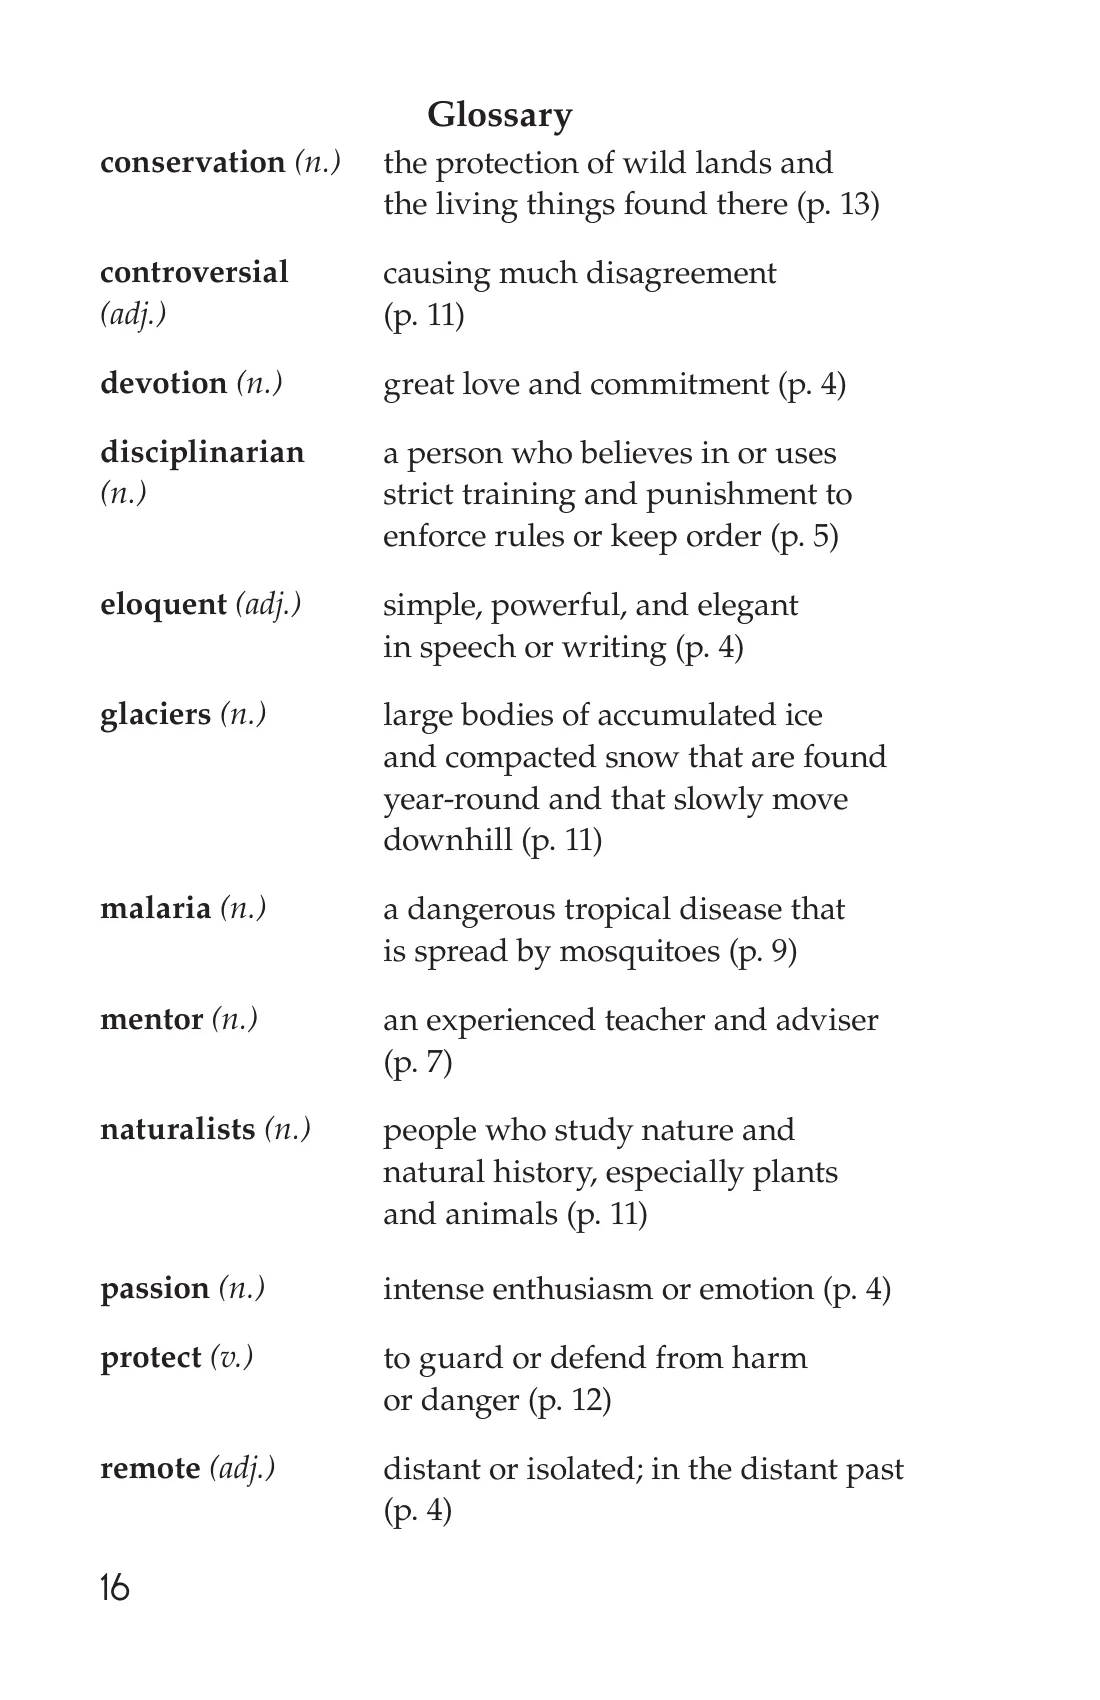 Glossary
conservation (n.) the protection of wild lands and
the living things found there (p. 13)
controversial causing much disagreement
(adj.) (p. 11)
devotion (n.) great love and commitment (p. 4)
disciplinarian a person who believes in or uses
(n.) strict training and punishment to
enforce rules or keep order (p. 5)
eloquent (adj.) simple, powerful, and elegant
in speech or writing (p. 4)
glaciers (n.) large bodies of accumulated ice
and compacted snow that are found
year-round and that slowly move
downhill (p. 11)
malaria (n.) a dangerous tropical disease that
is spread by mosquitoes (p. 9)
mentor (n.) an experienced teacher and adviser
(p. 7)
naturalists (n.) people who study nature and
natural history, especially plants
and animals (p. 11)
passion (n.) intense enthusiasm or emotion (p. 4)
protect (v.) to guard or defend from harm
or danger (p. 12)
remote (adj.) distant or isolated; in the distant past
(p. 4)
16